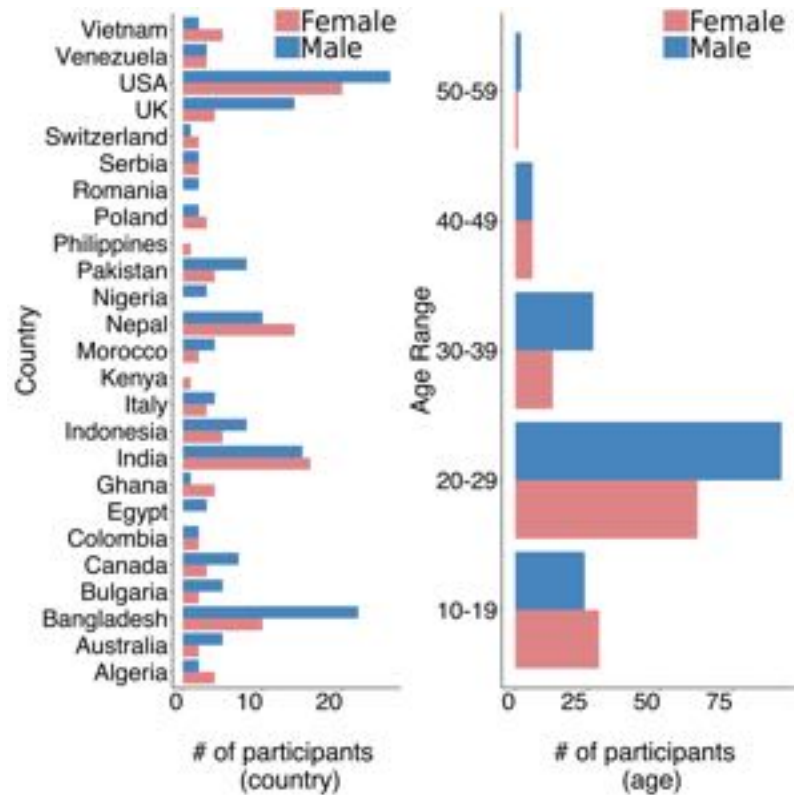 Female
Male
Vietnam
Venezuela
USA
UK
Switzerland
Serbia
Romania
Poland
Philippines
Pakistan
Nigeria
Nepal
Morocco
Kenya
Italy
Indonesia
India
Ghana
Egypt
Colombia
Canada
Bulgaria
Bangladesh
Australia
Algeria
Country
0 10 20
# of participants
(country)
Female
Male
50-59
40-49
30-39
20-29
10-19
Age Range
0 25 50 75
# of participants
(age)